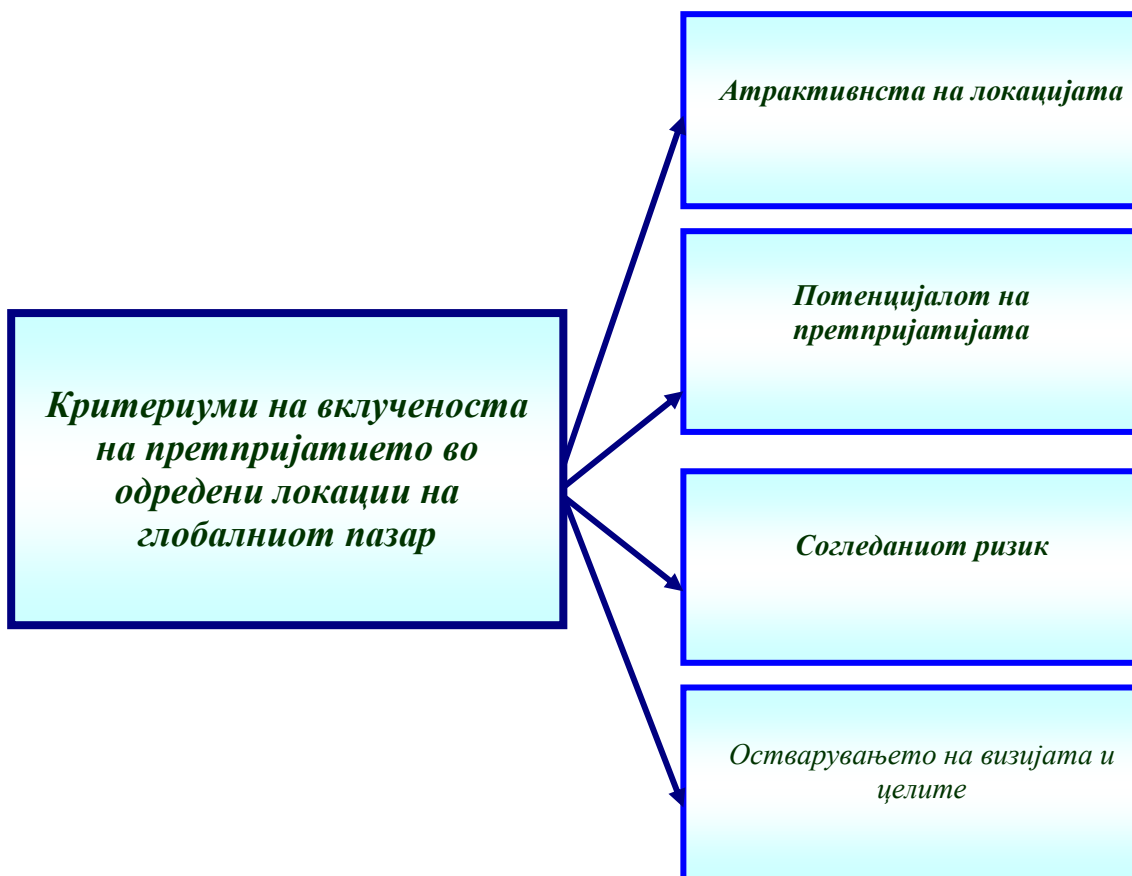 Атрактивнста на локацијата
Потенцијалот на
претпријатијата
Критериуми на вклученоста
на претпријатието во
одредени локации на
глобалниот пазар
Согледаниот ризик
Остварувањето на визијата и
целите